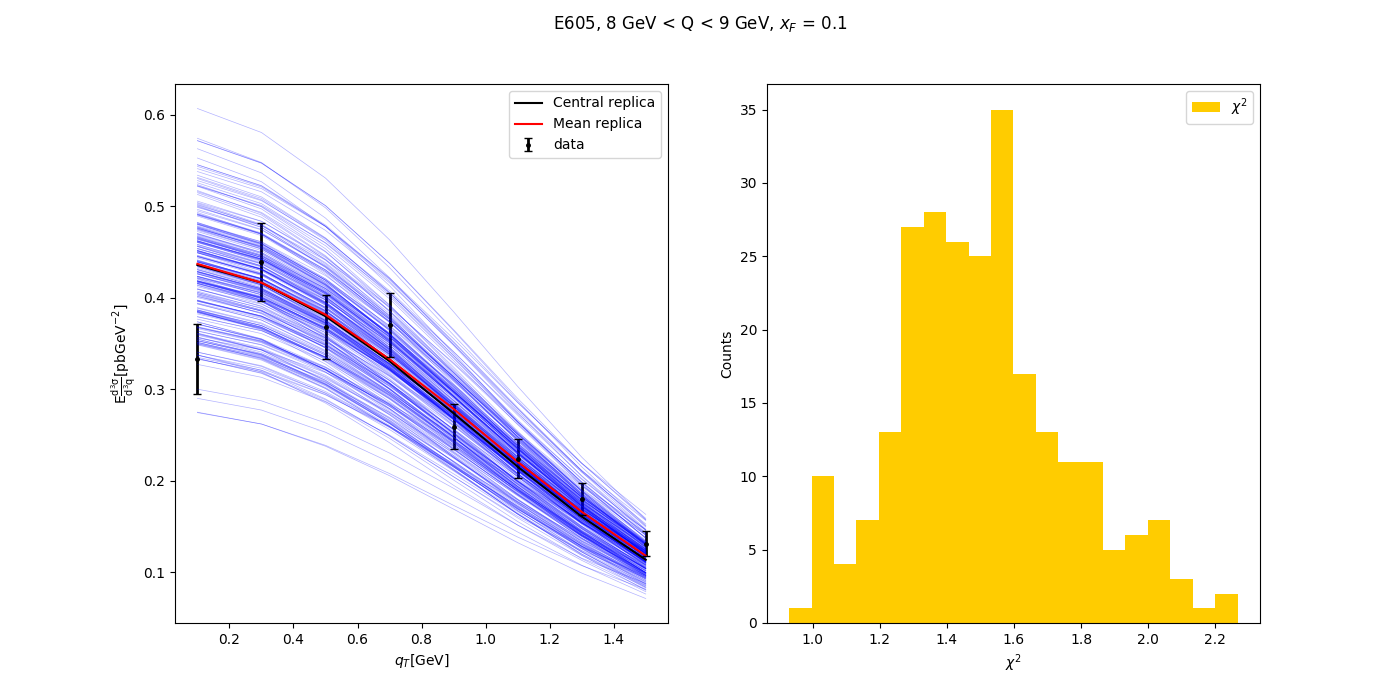 E605, 8 GeV < Q < 9 GeV, x_F = 0.1
Central replica
Mean replica
data
E d³σ/d³q [pbGeV⁻²]
0.6
0.5
0.4
0.3
0.2
0.1
0.2 0.4 0.6 0.8 1.0 1.2 1.4
q_T[GeV]
χ²
Counts
35
30
25
20
15
10
5
0
1.0 1.2 1.4 1.6 1.8 2.0 2.2
χ²